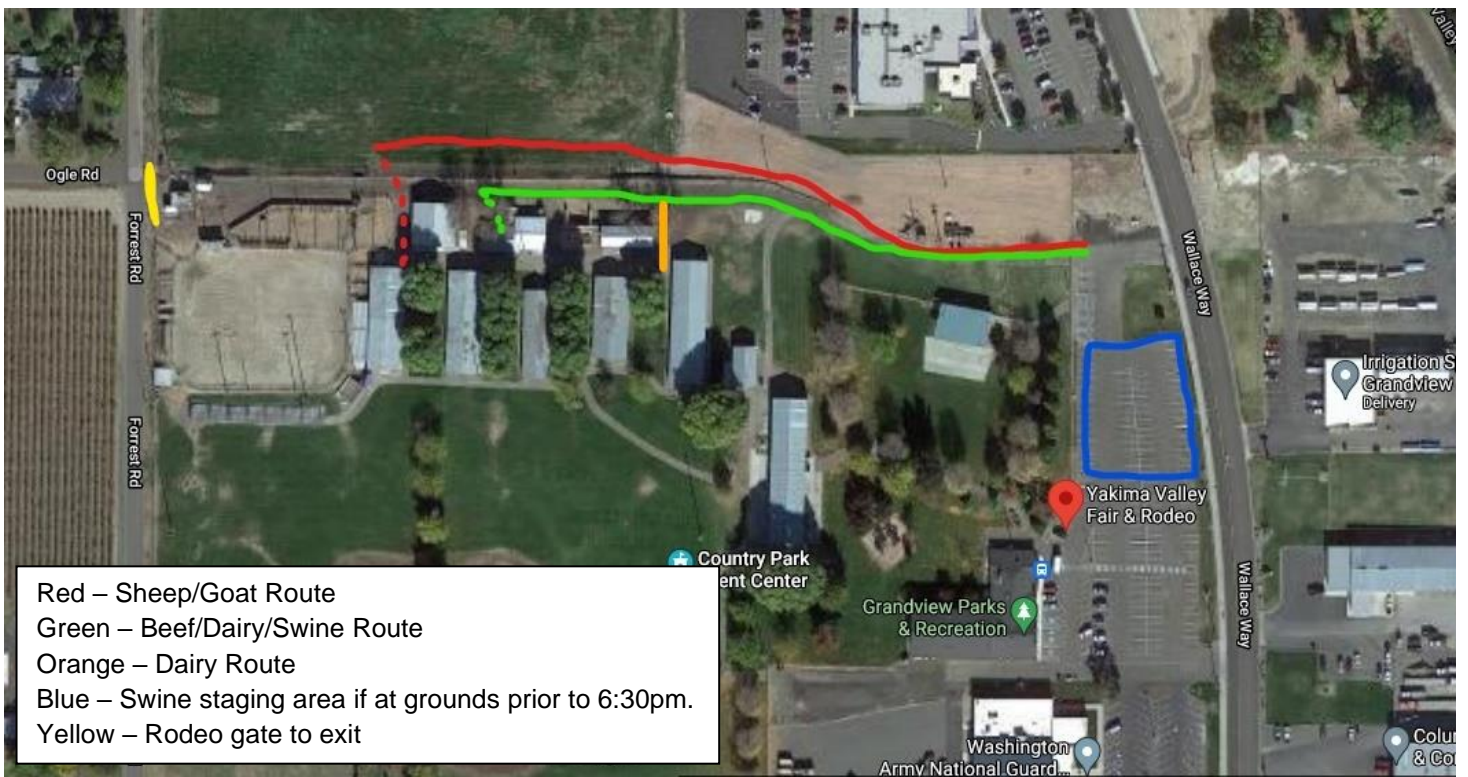 Valley
Ogle Rd
Forrest Rd
Wallace Way
Irrigation S
Grandview
Delivery
Forrest Rd
Yakima Valley
Fair & Rodeo
Country Park
ent Center
Wallace Way
Grandview Parks
& Recreation
Red – Sheep/Goat Route
Green – Beef/Dairy/Swine Route
Orange – Dairy Route
Blue – Swine staging area if at grounds prior to 6:30pm.
Yellow – Rodeo gate to exit
Washington
Army National Guard...
Colu
& Co